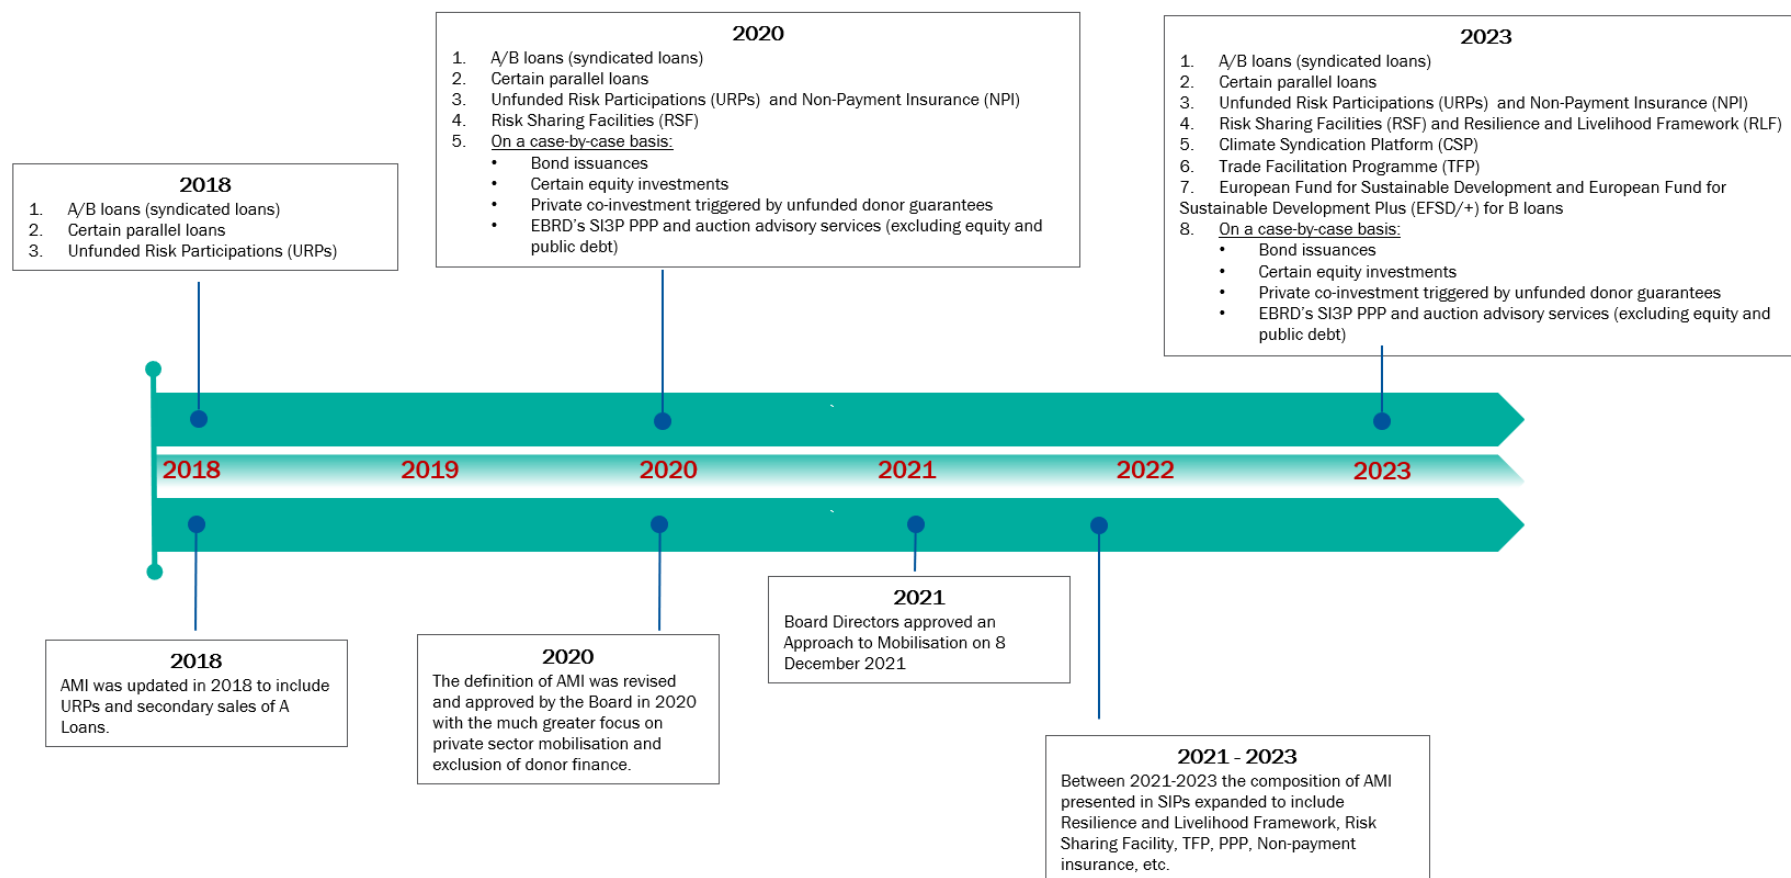 2018
1. A/B loans (syndicated loans)
2. Certain parallel loans
3. Unfunded Risk Participations (URPs)
2020
1. A/B loans (syndicated loans)
2. Certain parallel loans
3. Unfunded Risk Participations (URPs) and Non-Payment Insurance (NPI)
4. Risk Sharing Facilities (RSF)
5. On a case-by-case basis:
• Bond issuances
• Certain equity investments
• Private co-investment triggered by unfunded donor guarantees
• EBRD's SI3P PPP and auction advisory services (excluding equity and
public debt)
2023
1. A/B loans (syndicated loans)
2. Certain parallel loans
3. Unfunded Risk Participations (URPs) and Non-Payment Insurance (NPI)
4. Risk Sharing Facilities (RSF) and Resilience and Livelihood Framework (RLF)
5. Climate Syndication Platform (CSP)
6. Trade Facilitation Programme (TFP)
7. European Fund for Sustainable Development and European Fund for
Sustainable Development Plus (EFSD/+) for B loans
8. On a case-by-case basis:
• Bond issuances
• Certain equity investments
• Private co-investment triggered by unfunded donor guarantees
• EBRD's SI3P PPP and auction advisory services (excluding equity and
public debt)
2018 2019 2020 2021 2022 2023
2018
AMI was updated in 2018 to include
URPs and secondary sales of A
Loans.
2020
The definition of AMI was revised
and approved by the Board in 2020
with the much greater focus on
private sector mobilisation and
exclusion of donor finance.
2021
Board Directors approved an
Approach to Mobilisation on 8
December 2021
2021 - 2023
Between 2021-2023 the composition of AMI
presented in SIPs expanded to include
Resilience and Livelihood Framework, Risk
Sharing Facility, TFP, PPP, Non-payment
insurance, etc.